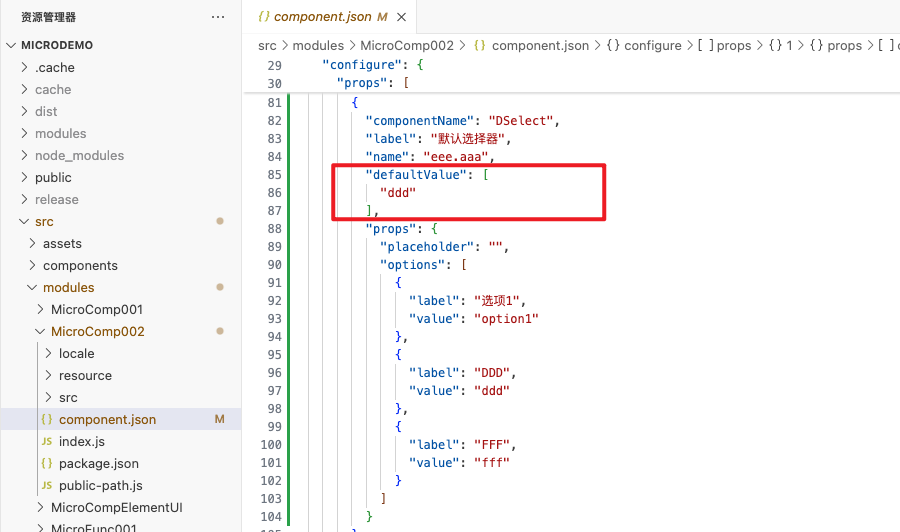 资源管理器 ···
MICRODEMO
.cache
cache
dist
modules
node_modules
public
release
src
assets
components
modules
MicroComp001
MicroComp002
locale
resource
src
{} component.json M
JS index.js
{} package.json
JS public-path.js
MicroCompElementUI
MicroFunc001
{} component.json M ×
src > modules > MicroComp002 > {} component.json > {} configure > [ ] props > {} 1 > {} props > [ ]
29 "configure": {
30 "props": [
81 {
82 "componentName": "DSelect",
83 "label": "默认选择器",
84 "name": "eee.aaa",
85 "defaultValue": [
86 "ddd"
87 ],
88 "props": {
89 "placeholder": "",
90 "options": [
91 {
92 "label": "选项1",
93 "value": "option1"
94 },
95 {
96 "label": "DDD",
97 "value": "ddd"
98 },
99 {
100 "label": "FFF",
101 "value": "fff"
102 }
103 ]
104 }